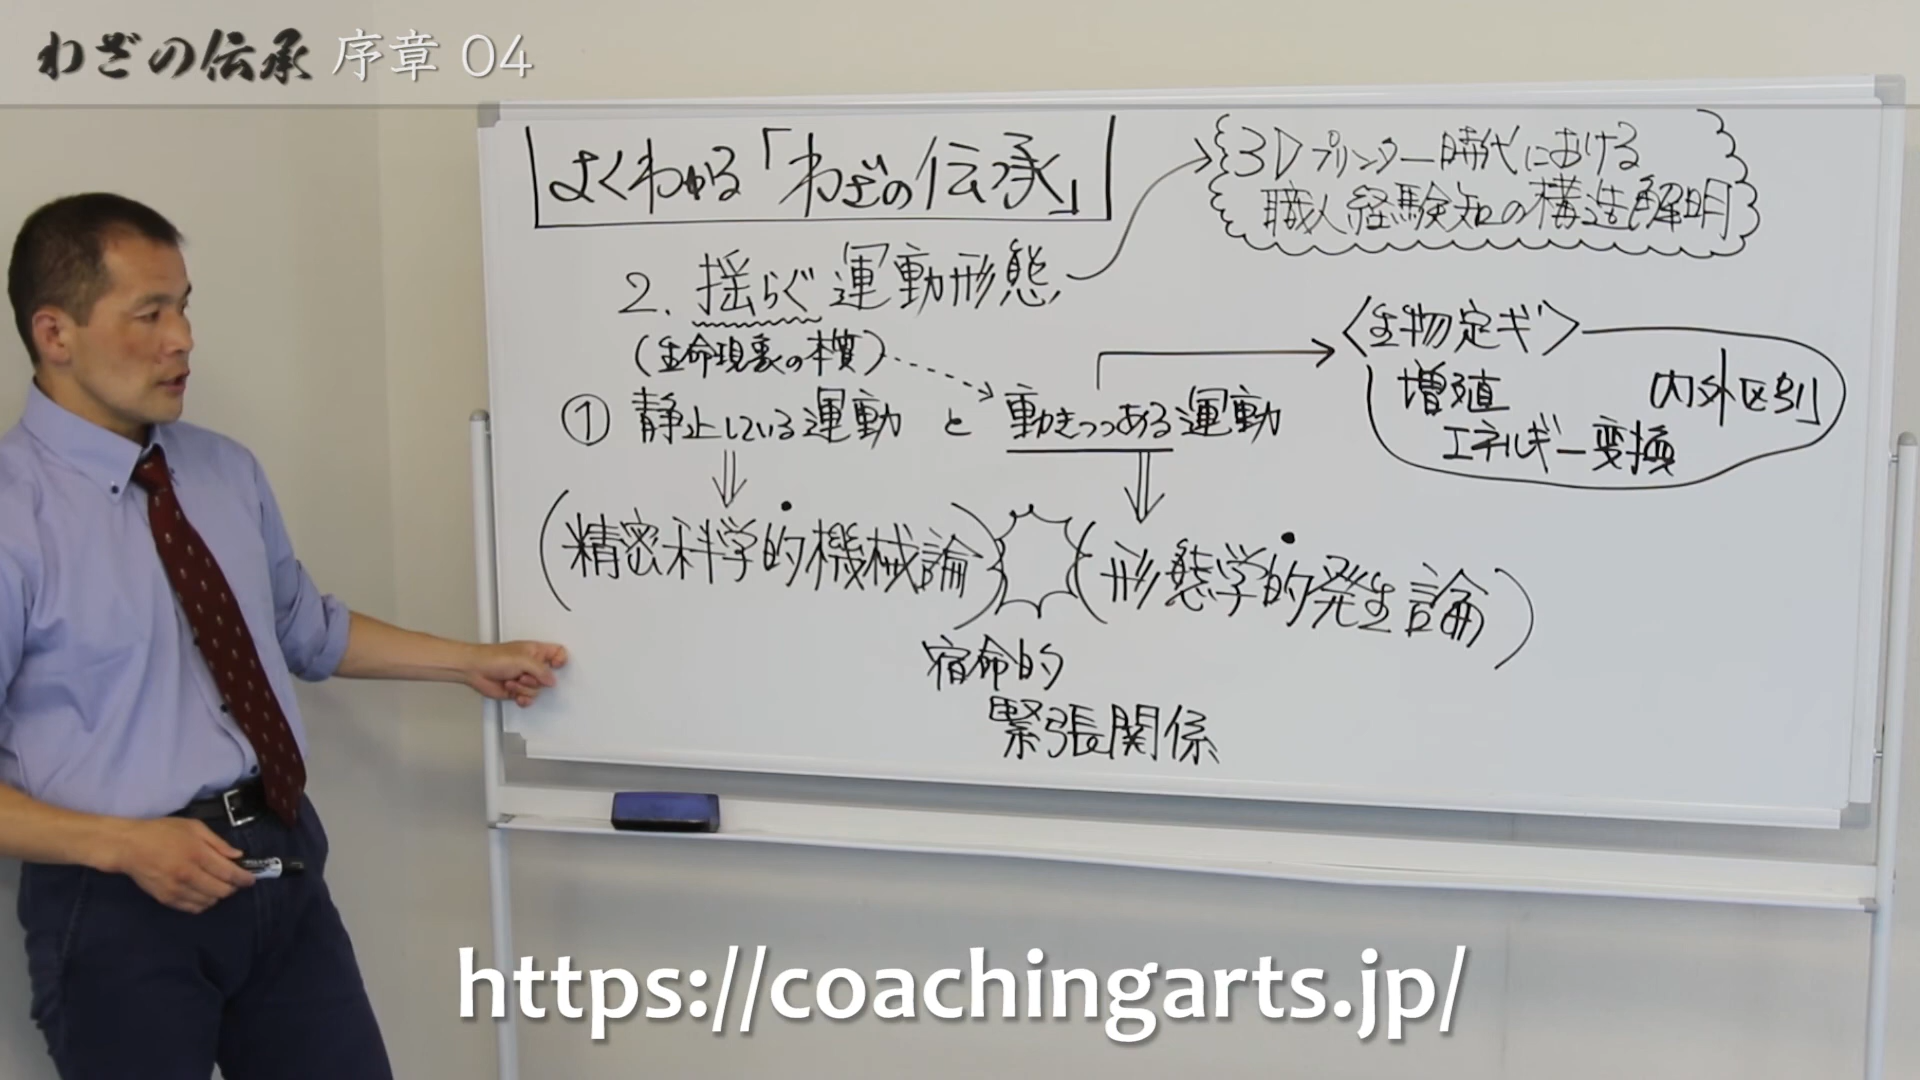 わざの伝承 序章 04
よくわかる「わざの伝承」
3Dプリンター時代における
職人経験知の構造解明
2. 揺らぐ運動形態
(生命現象の本質)
〈生物定ギ〉
増殖 内外区別
エネルギー変換
① 静止している運動 と 動きつつある運動
(精密科学的機械論) (形態学的発生論)
宿命的
緊張関係
https://coachingarts.jp/